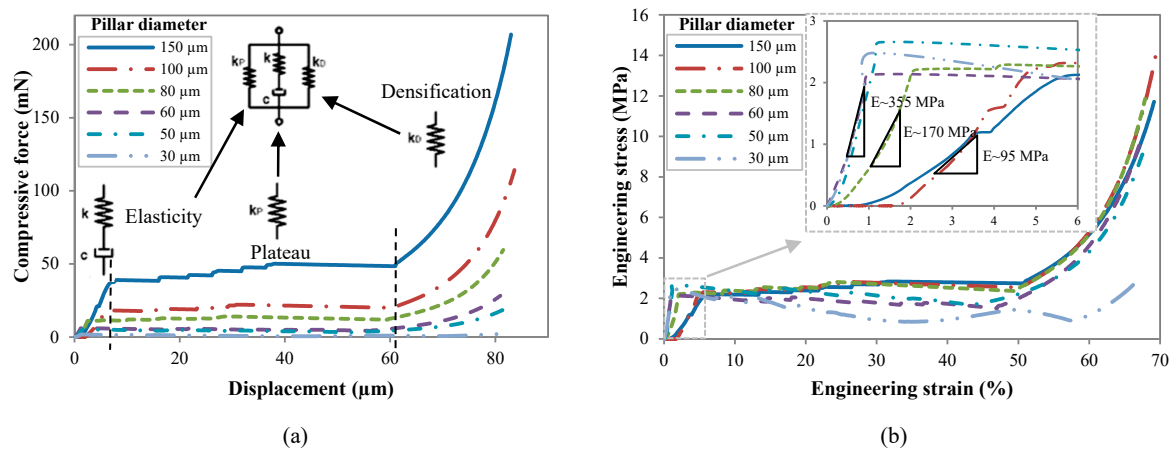 Pillar diameter
150 µm
100 µm
80 µm
60 µm
50 µm
30 µm
Compressive force (mN)
200
150
100
50
0
0 20 40 60 80
Displacement (µm)
kP k kD
c
Densification
kD
Elasticity
k
c
kP
Plateau
(a)
Pillar diameter
150 µm
100 µm
80 µm
60 µm
50 µm
30 µm
Engineering stress (MPa)
16
14
12
10
8
6
4
2
0
0 10 20 30 40 50 60 70
Engineering strain (%)
3
2
1
0
0 1 2 3 4 5 6
E~355 MPa
E~170 MPa
E~95 MPa
(b)